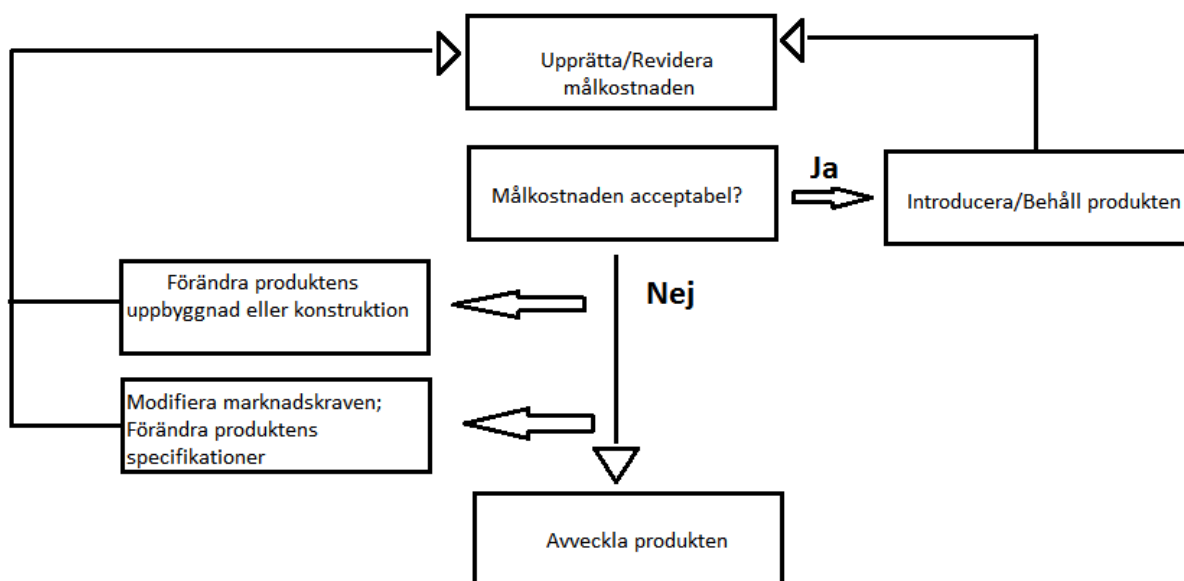 Upprätta/Revidera
målkostnaden
Målkostnaden acceptabel?
Ja
Introducera/Behåll produkten
Förändra produktens
uppbyggnad eller konstruktion
Nej
Modifiera marknadskraven;
Förändra produktens
specifikationer
Avveckla produkten